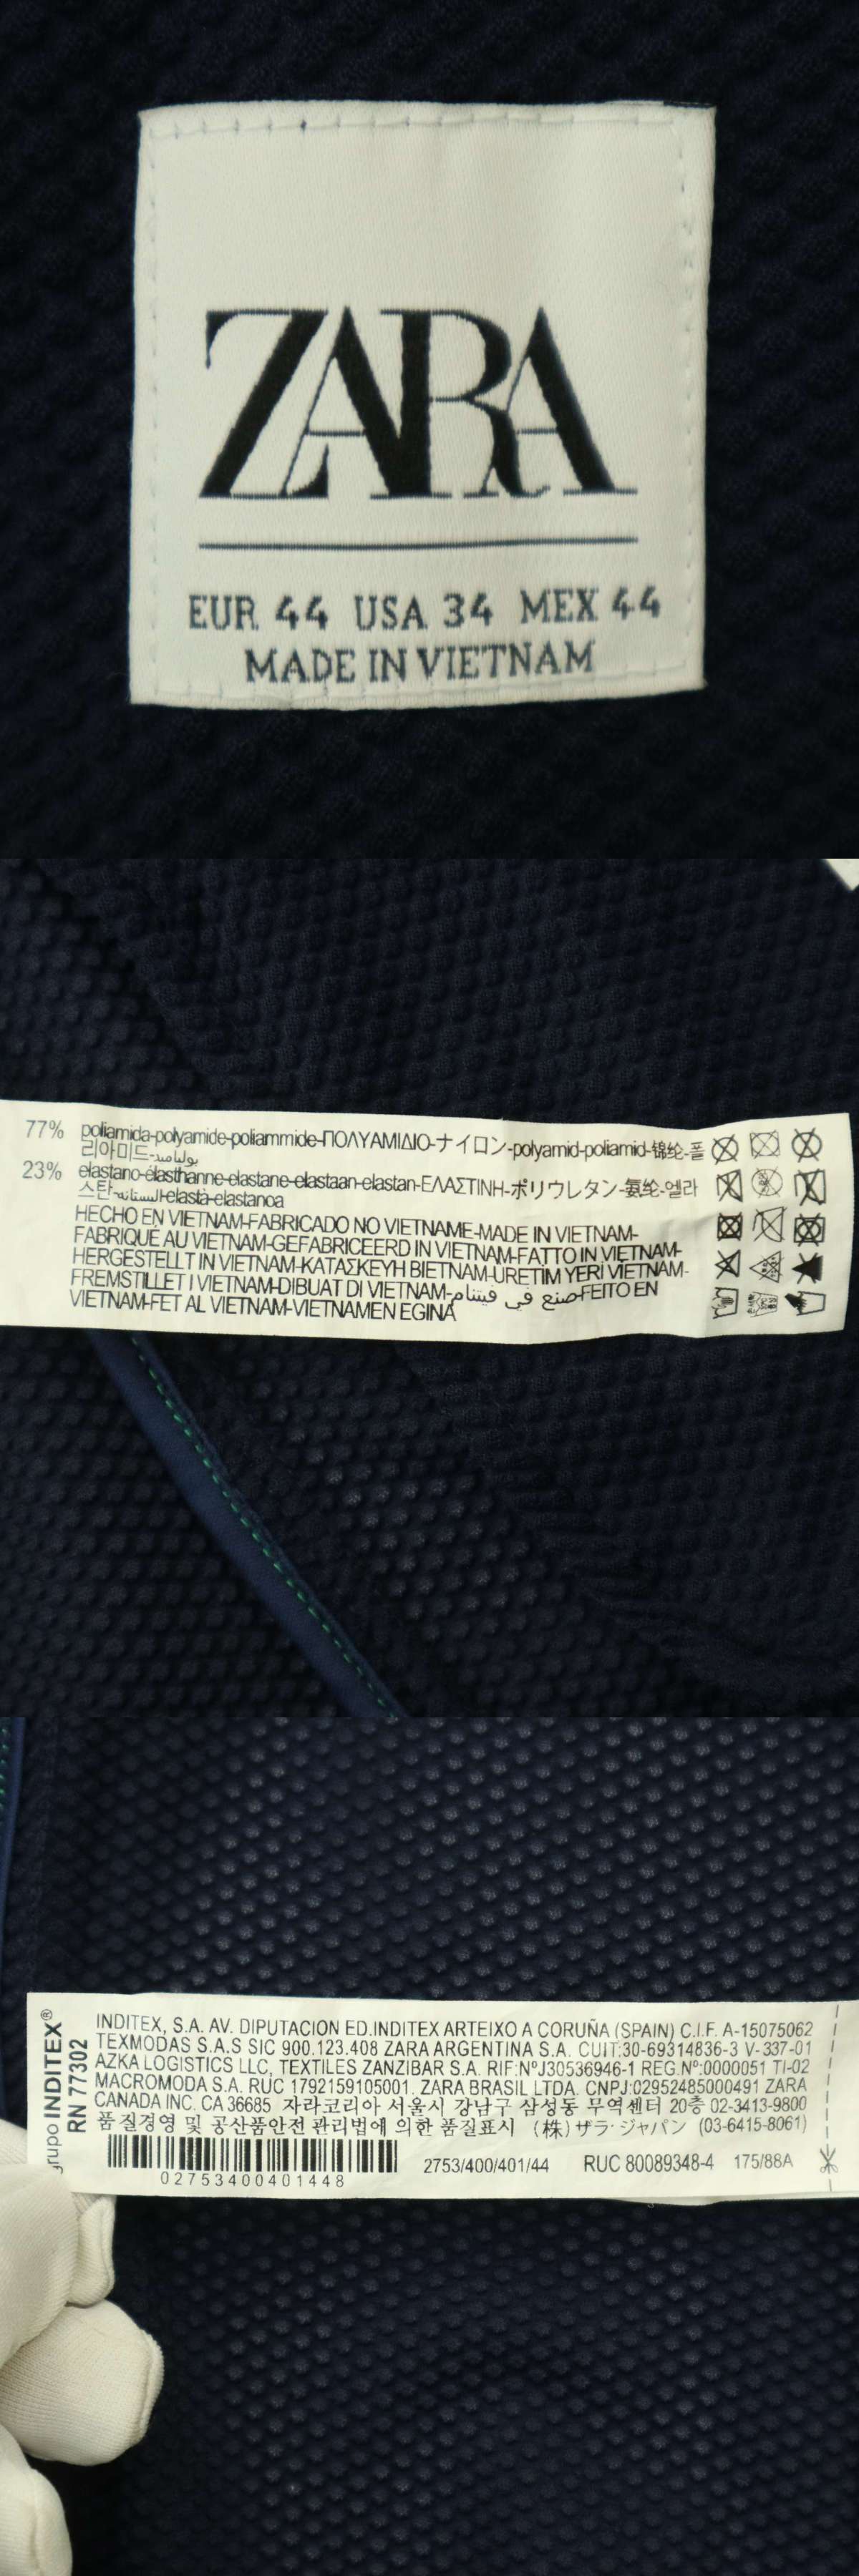 ZARA
EUR 44 USA 34 MEX 44
MADE IN VIETNAM
77% poliamida-polyamide-poliammide-ΠΟΛΥΑΜΙΔΙΟ-ナイロン-polyamid-poliamid-锦纶-폴
리아미드-بولياميد
23% elastano-élasthanne-elastane-elastaan-elastan-ΕΛΑΣΤΙΝΗ-ポリウレタン-氨纶-엘라
스탄-elastà-elastanoa
HECHO EN VIETNAM-FABRICADO NO VIETNAME-MADE IN VIETNAM-
FABRIQUE AU VIETNAM-GEFABRICEERD IN VIETNAM-FATTO IN VIETNAM-
HERGESTELLT IN VIETNAM-ΚΑΤΑΣΚΕΥΗ ΒΙΕΤΝΑΜ-URETİM YERİ VIETNAM-
FREMSTILLET I VIETNAM-DIBUAT DI VIETNAM-صنع في فيتنام-FEITO EN
VIETNAM-FET AL VIETNAM-VIETNAMEN EGINA
grupo INDITEX®
RN 77302
INDITEX, S.A. AV. DIPUTACION ED.INDITEX ARTEIXO A CORUÑA (SPAIN) C.I.F. A-15075062
TEXMODAS S.A.S SIC 900.123.408 ZARA ARGENTINA S.A. CUIT:30-69314836-3 V-337-01
AZKA LOGISTICS LLC, TEXTILES ZANZIBAR S.A. RIF:NºJ30536946-1 REG.Nº:0000051 TI-02
MACROMODA S.A. RUC 1792159105001. ZARA BRASIL LTDA. CNPJ:02952485000491 ZARA
CANADA INC. CA 36685 자라코리아 서울시 강남구 삼성동 무역센터 20층 02-3413-9800
품질경영 및 공산품안전 관리법에 의한 품질표시 (株)ザラ·ジャパン (03-6415-8061)
02753400401448 2753/400/401/44 RUC 80089348-4 175/88A